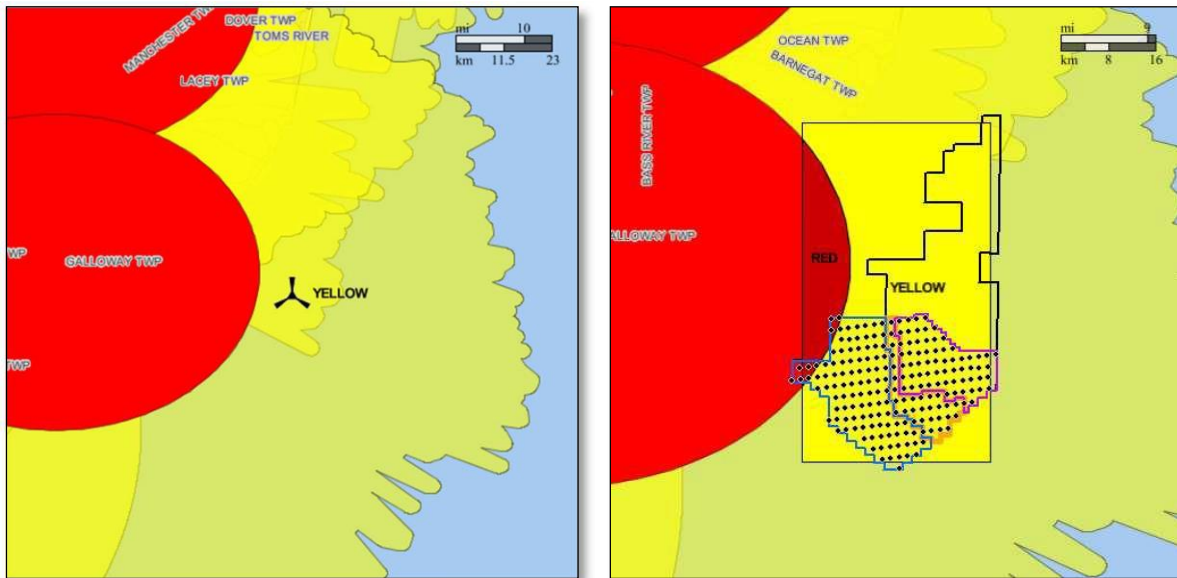 DOVER TWP
TOMS RIVER
MANCHESTER TWP
LACEY TWP
mi 10
km 11.5 23
TWP
GALLOWAY TWP
YELLOW
TWP
OCEAN TWP
BARNEGAT TWP
mi 9
km 8 16
BASS RIVER TWP
ALLOWAY TWP
RED
YELLOW